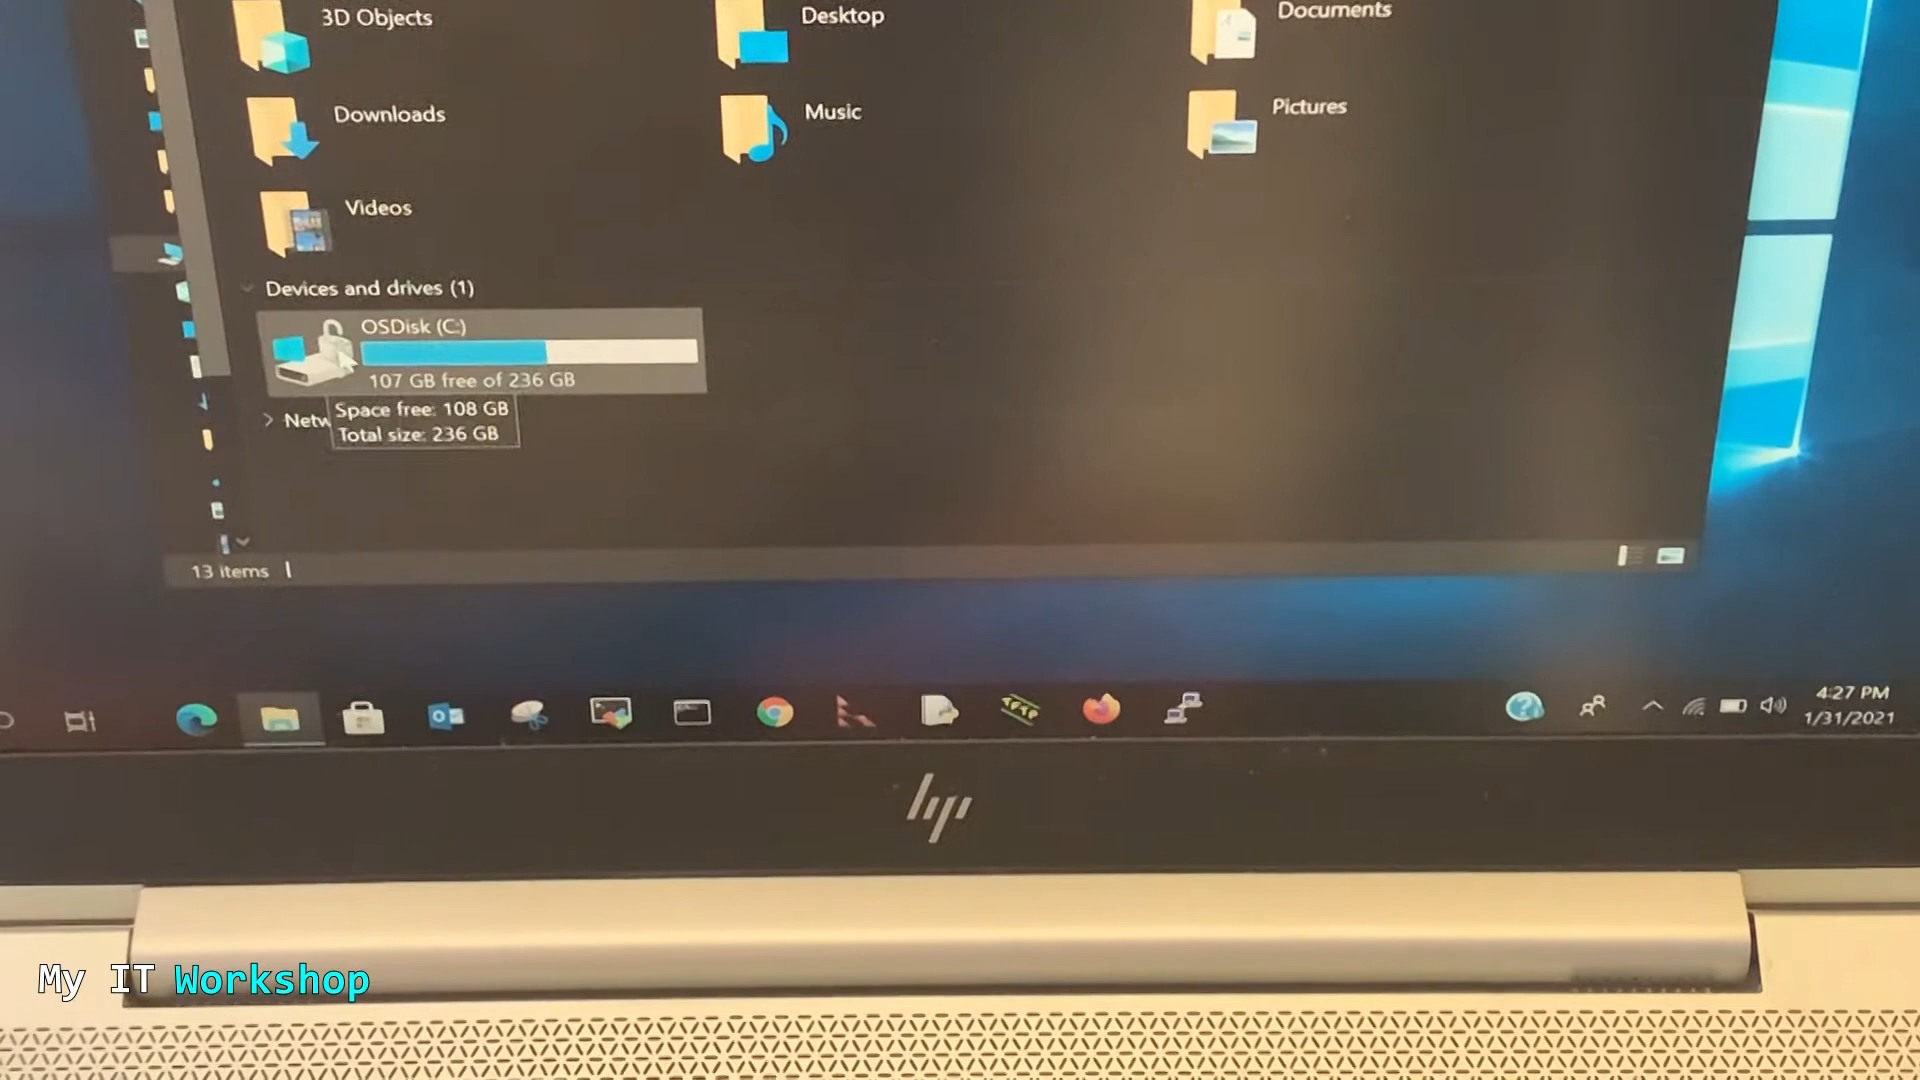 3D Objects
Desktop
Documents
Downloads
Music
Pictures
Videos
Devices and drives (1)
OSDisk (C:)
107 GB free of 236 GB
Netw
Space free: 108 GB
Total size: 236 GB
13 items
4:27 PM
1/31/2021
hp
My IT Workshop